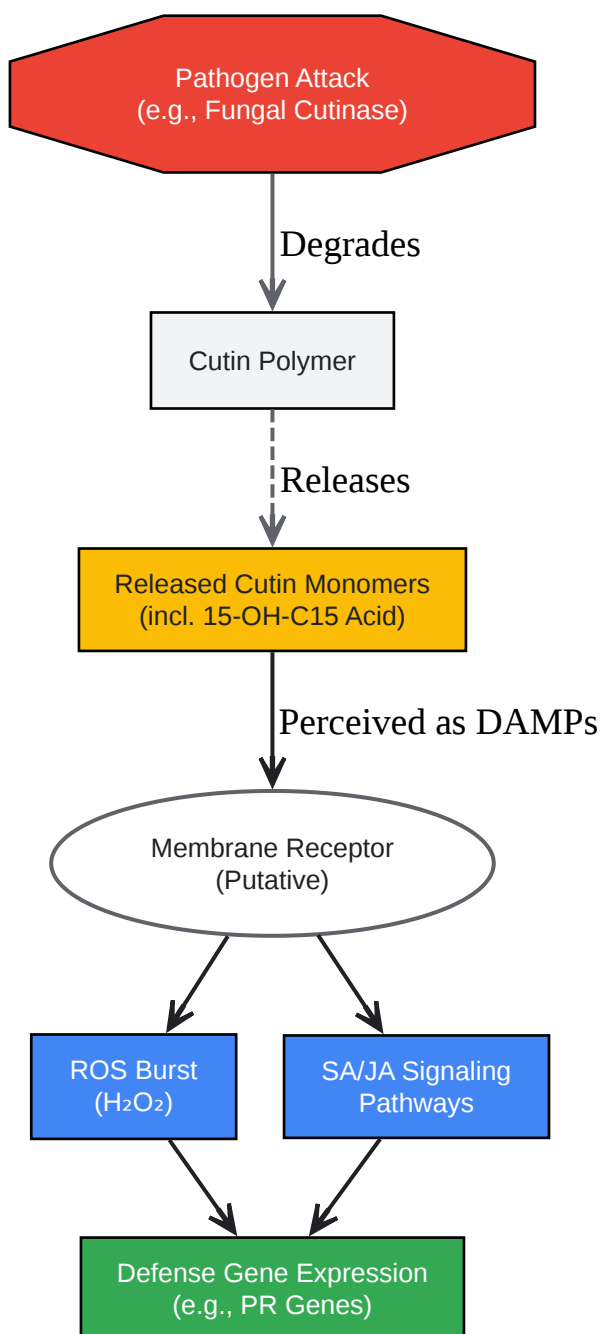 Pathogen Attack
(e.g., Fungal Cutinase)
Degrades
Cutin Polymer
Releases
Released Cutin Monomers
(incl. 15-OH-C15 Acid)
Perceived as DAMPs
Membrane Receptor
(Putative)
ROS Burst
(H₂O₂)
SA/JA Signaling
Pathways
Defense Gene Expression
(e.g., PR Genes)